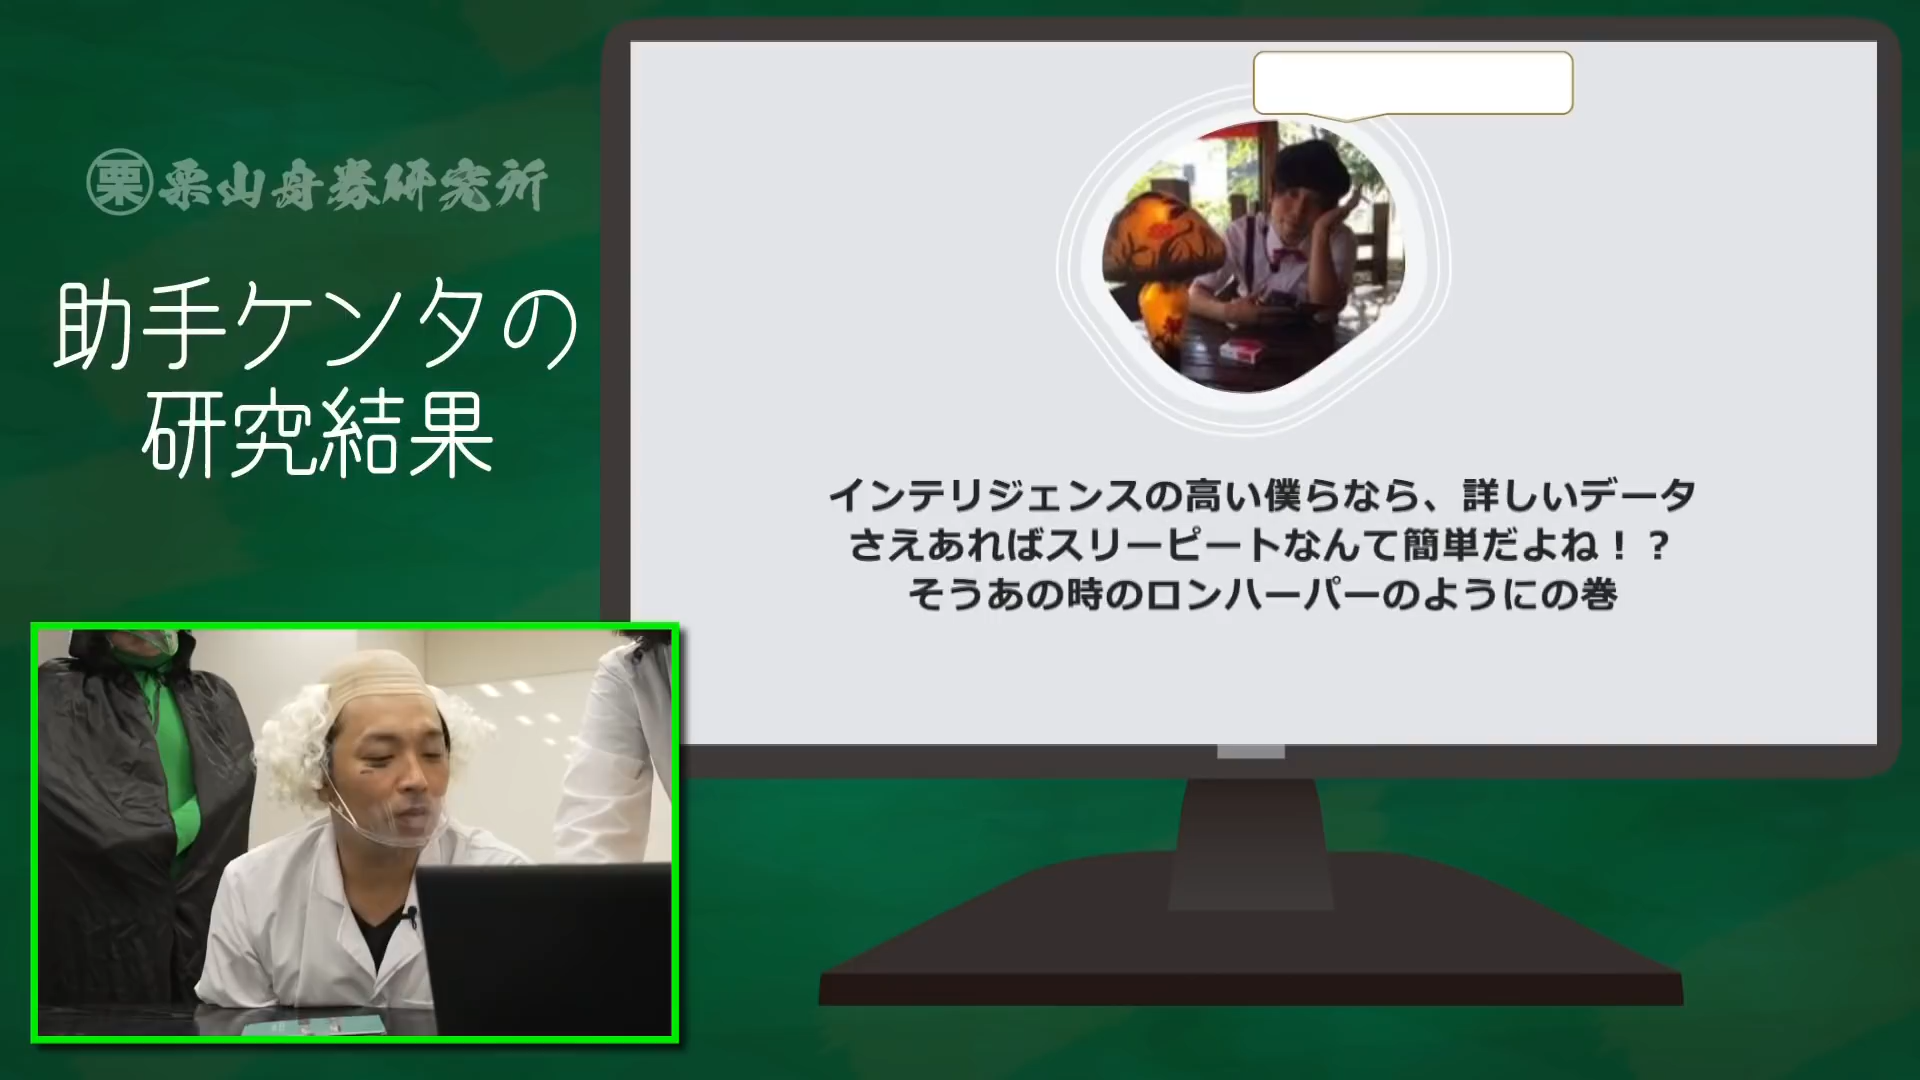 栗 栗山舟券研究所
助手ケンタの
研究結果
インテリジェンスの高い僕らなら、詳しいデータ
さえあればスリーピートなんて簡単だよね！？
そうあの時のロンハーパーのようにの巻